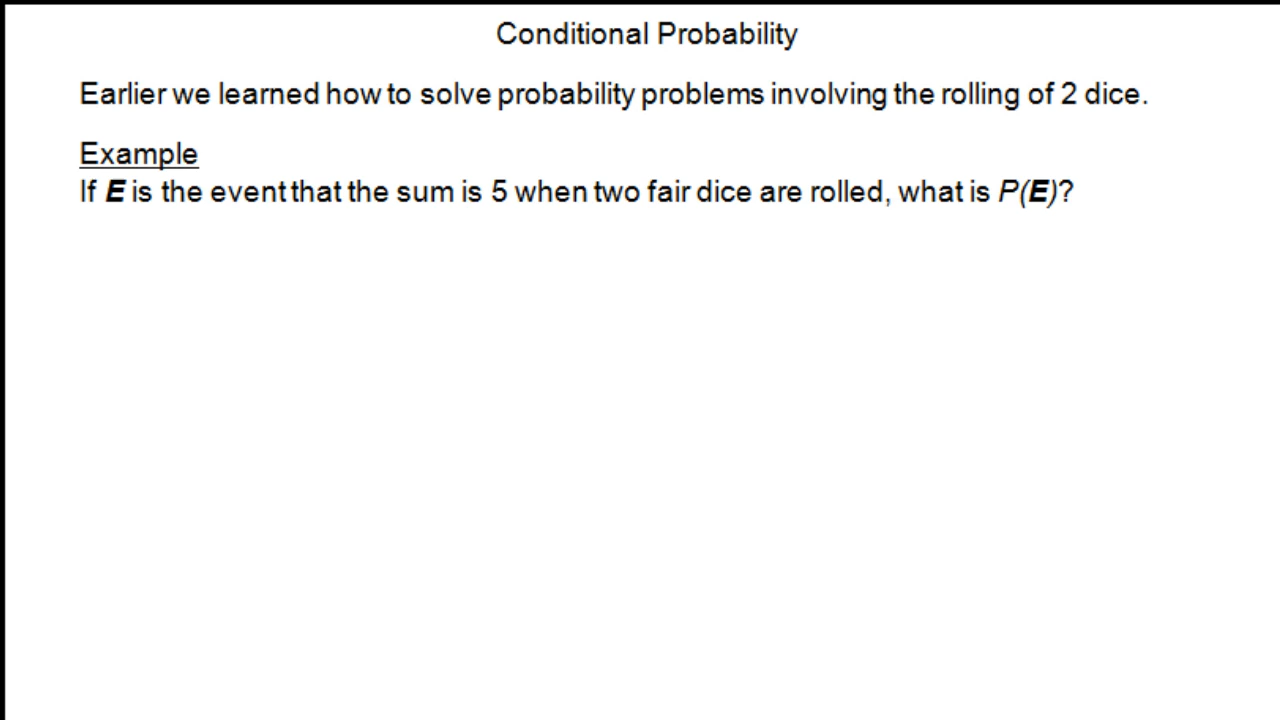 Conditional Probability
Earlier we learned how to solve probability problems involving the rolling of 2 dice.
Example
If E is the event that the sum is 5 when two fair dice are rolled, what is P(E)?